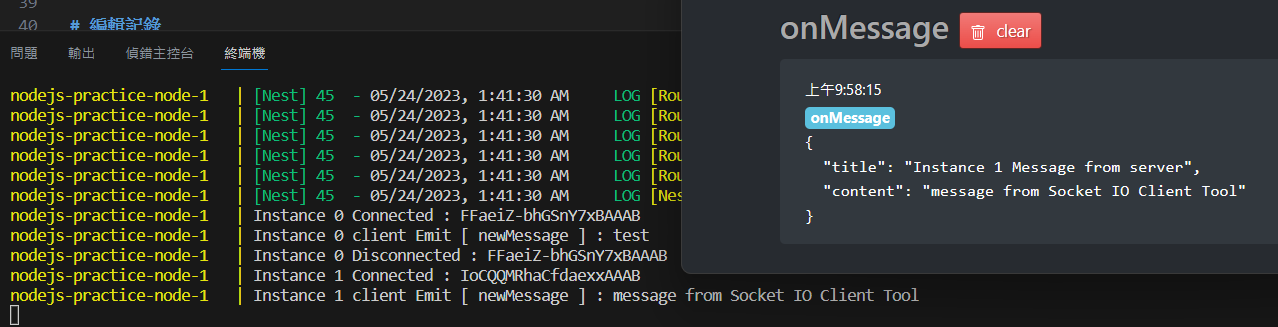 39
40 # 編輯記錄
問題 輸出 偵錯主控台 終端機
nodejs-practice-node-1 | [Nest] 45 - 05/24/2023, 1:41:30 AM LOG [Rou
nodejs-practice-node-1 | [Nest] 45 - 05/24/2023, 1:41:30 AM LOG [Rou
nodejs-practice-node-1 | [Nest] 45 - 05/24/2023, 1:41:30 AM LOG [Rou
nodejs-practice-node-1 | [Nest] 45 - 05/24/2023, 1:41:30 AM LOG [Rou
nodejs-practice-node-1 | [Nest] 45 - 05/24/2023, 1:41:30 AM LOG [Rou
nodejs-practice-node-1 | [Nest] 45 - 05/24/2023, 1:41:30 AM LOG [Nes
nodejs-practice-node-1 | Instance 0 Connected : FFaeiZ-bhGSnY7xBAAAB
nodejs-practice-node-1 | Instance 0 client Emit [ newMessage ] : test
nodejs-practice-node-1 | Instance 0 Disconnected : FFaeiZ-bhGSnY7xBAAAB
nodejs-practice-node-1 | Instance 1 Connected : IoCQQMRhaCfdaexxAAAB
nodejs-practice-node-1 | Instance 1 client Emit [ newMessage ] : message from Socket IO Client Tool
onMessage clear
上午9:58:15
onMessage
{
"title": "Instance 1 Message from server",
"content": "message from Socket IO Client Tool"
}